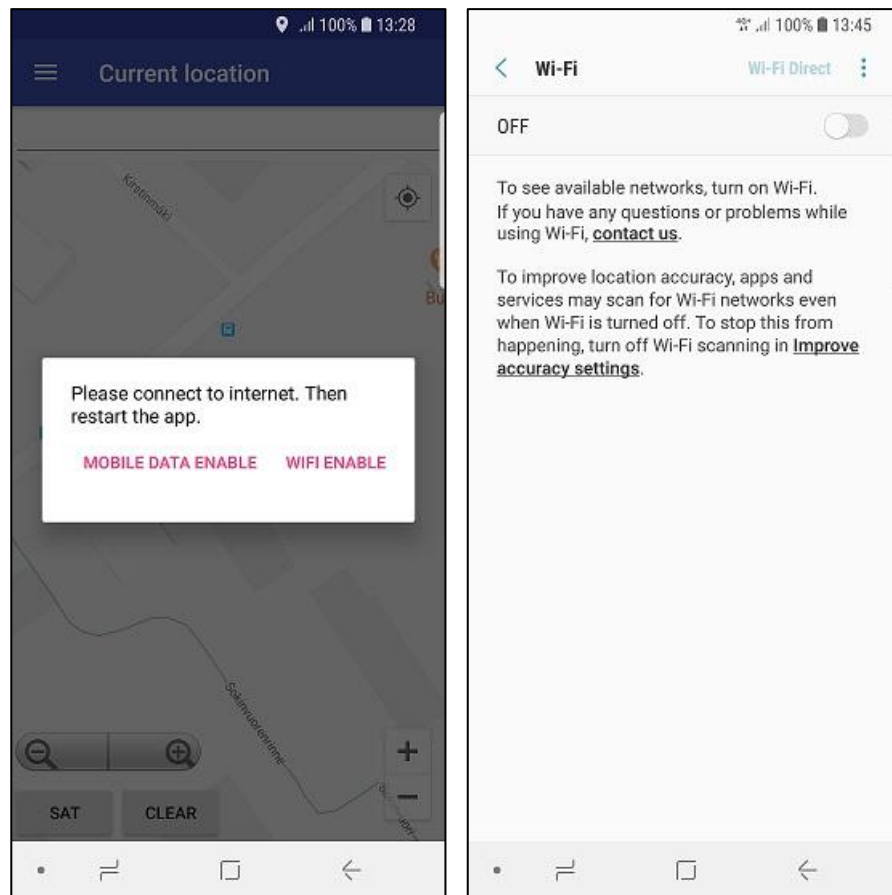 100% 13:28
Current location
Kirstinmäki
Bu
Please connect to internet. Then
restart the app.
MOBILE DATA ENABLE WIFI ENABLE
Sokinvuorenrinne
SAT CLEAR
100% 13:45
Wi-Fi Wi-Fi Direct
OFF
To see available networks, turn on Wi-Fi.
If you have any questions or problems while
using Wi-Fi, contact us.
To improve location accuracy, apps and
services may scan for Wi-Fi networks even
when Wi-Fi is turned off. To stop this from
happening, turn off Wi-Fi scanning in Improve
accuracy settings.